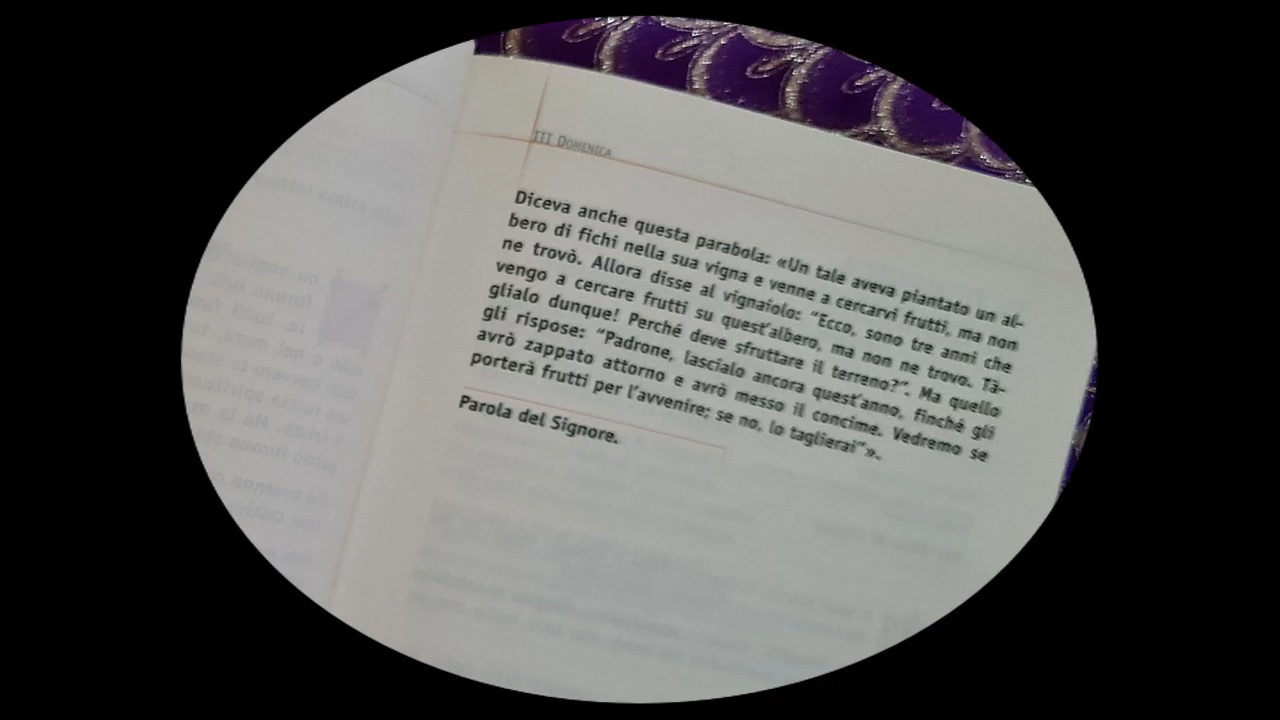 III Domenica
Diceva anche questa parabola: «Un tale aveva piantato un al-
bero di fichi nella sua vigna e venne a cercarvi frutti, ma non
ne trovò. Allora disse al vignaiolo: “Ecco, sono tre anni che
vengo a cercare frutti su quest'albero, ma non ne trovo. Tà-
glialo dunque! Perché deve sfruttare il terreno?”. Ma quello
gli rispose: “Padrone, lascialo ancora quest'anno, finché gli
avrò zappato attorno e avrò messo il concime. Vedremo se
porterà frutti per l'avvenire; se no, lo taglierai”».
Parola del Signore.